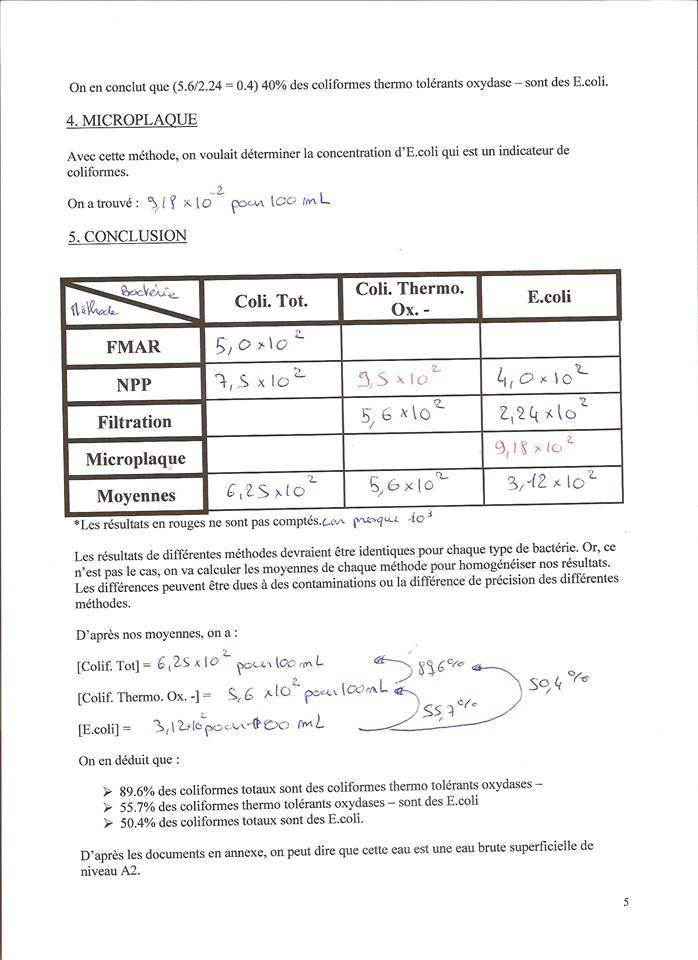 On en conclut que (5.6/2.24 = 0.4) 40% des coliformes thermo tolérants oxydase – sont des E.coli.
4. MICROPLAQUE
Avec cette méthode, on voulait déterminer la concentration d'E.coli qui est un indicateur de
coliformes.
On a trouvé : 9,18 x 10⁻² pour 100 mL
5. CONCLUSION
Bactérie
Méthode
Coli. Tot.
Coli. Thermo.
Ox. -
E.coli
FMAR 5,0 x 10²
NPP 7,5 x 10² 9,5 x 10² 4,0 x 10²
Filtration 5,6 x 10² 2,24 x 10²
Microplaque 9,18 x 10²
Moyennes 6,25 x 10² 5,6 x 10² 3,12 x 10²
*Les résultats en rouges ne sont pas comptés. car presque 10³
Les résultats de différentes méthodes devraient être identiques pour chaque type de bactérie. Or, ce
n'est pas le cas, on va calculer les moyennes de chaque méthode pour homogénéiser nos résultats.
Les différences peuvent être dues à des contaminations ou la différence de précision des différentes
méthodes.
D'après nos moyennes, on a :
[Colif. Tot] = 6,25 x 10² pour 100 mL 89,6%
[Colif. Thermo. Ox. -] = 5,6 x 10² pour 100 mL 50,4%
[E.coli] = 3,12 x 10² pour 100 mL 55,7%
On en déduit que :
➢ 89.6% des coliformes totaux sont des coliformes thermo tolérants oxydases –
➢ 55.7% des coliformes thermo tolérants oxydases – sont des E.coli
➢ 50.4% des coliformes totaux sont des E.coli.
D'après les documents en annexe, on peut dire que cette eau est une eau brute superficielle de
niveau A2.
5